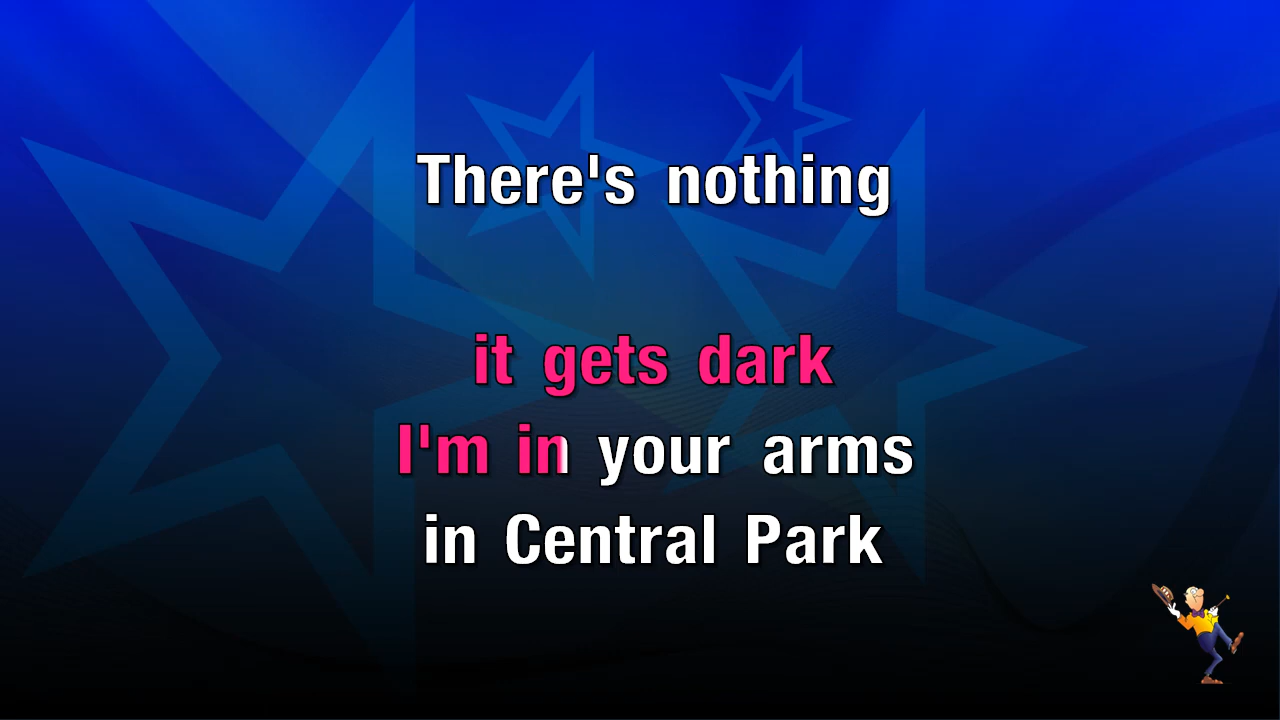 There's nothing
it gets dark
I'm in your arms
in Central Park